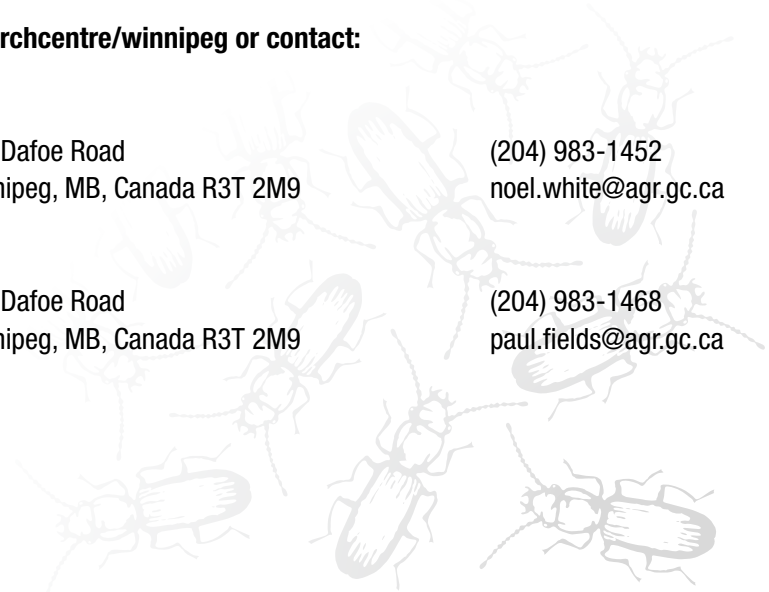 rchcentre/winnipeg or contact:
Dafoe Road
(204) 983-1452
nipeg, MB, Canada R3T 2M9
noel.white@agr.gc.ca
Dafoe Road
(204) 983-1468
nipeg, MB, Canada R3T 2M9
paul.fields@agr.gc.ca